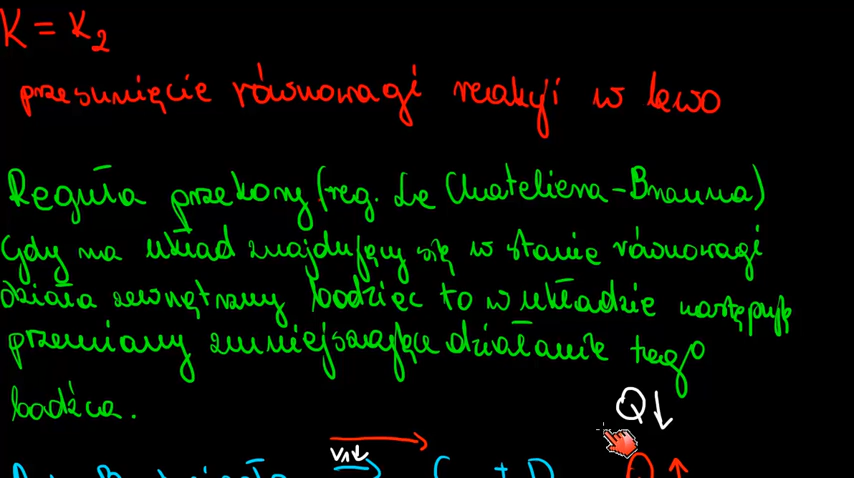 K = K2
przesunięcie równowagi reakcji w lewo
Reguła przekory (reg. Le Chateliera-Brauna)
Gdy na układ znajdujący się w stanie równowagi
działa zewnętrzny bodziec to w układzie następują
przemiany zmniejszające działanie tego
bodźca.
Q↓
V1↓
C + D
Q ↑